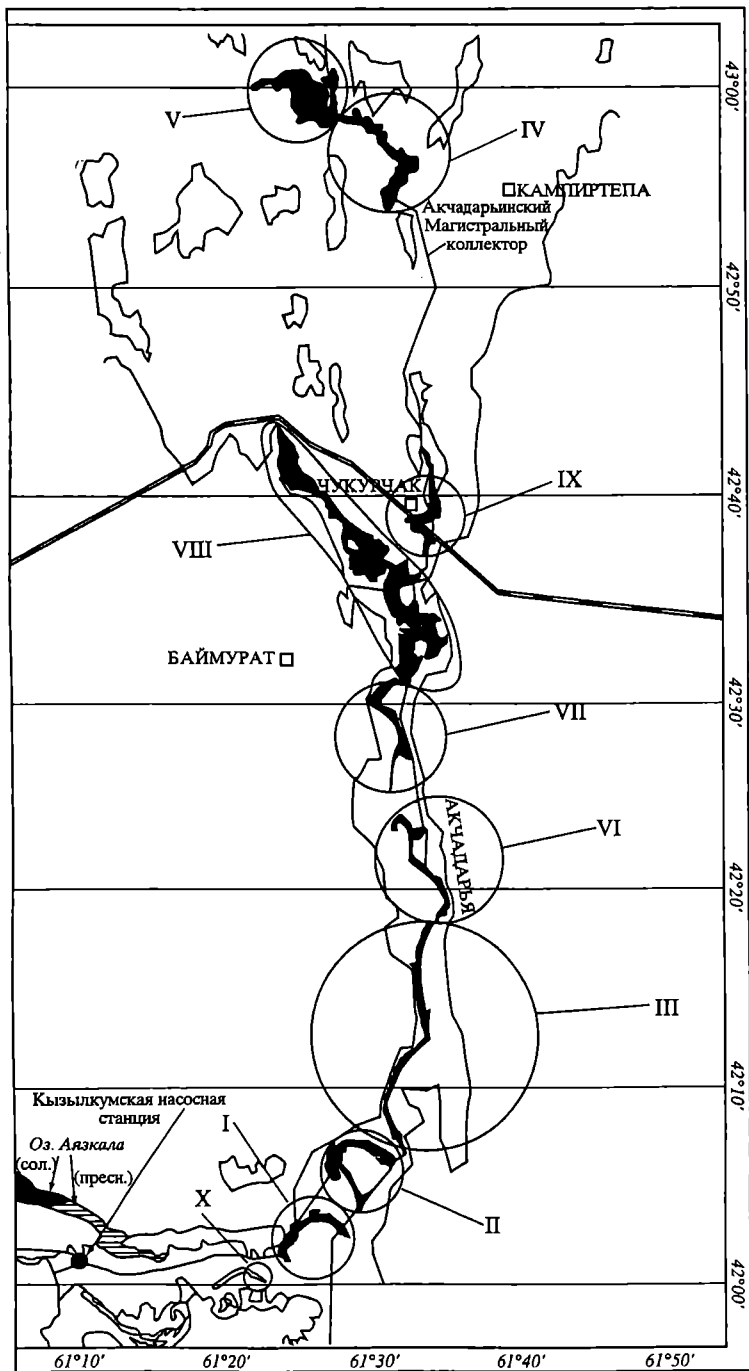 43°00'
V
IV
КАМПИРТЕПА
Акчадарьинский
Магистральный
коллектор
42°50'
ЧУКУРЧАК
IX
42°40'
VIII
БАЙМУРАТ
VII
42°30'
АКЧАДАРЬЯ
VI
42°20'
III
42°10'
Кызылкумская насосная
станция
I
Оз. Аязкала
(сол.)
(пресн.)
X
II
42°00'
61°10'
61°20'
61°30'
61°40'
61°50'